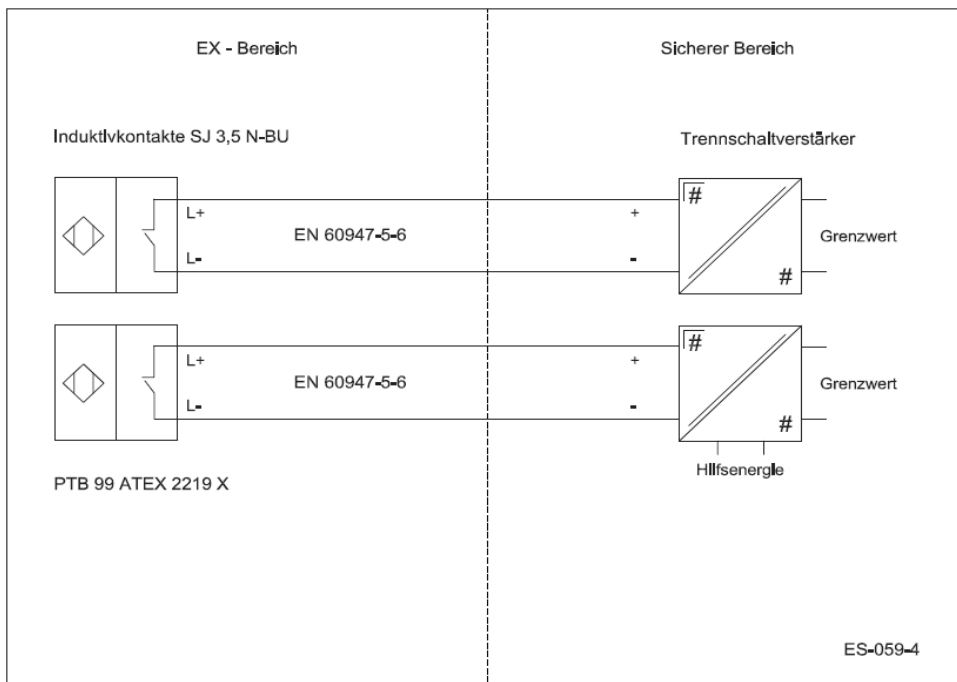 EX - Bereich
Sicherer Bereich
Induktivkontakte SJ 3,5 N-BU
Trennschaltverstärker
#
L+
+
EN 60947-5-6
Grenzwert
L-
-
#
#
L+
+
EN 60947-5-6
Grenzwert
L-
-
#
Hilfsenergie
PTB 99 ATEX 2219 X
ES-059-4